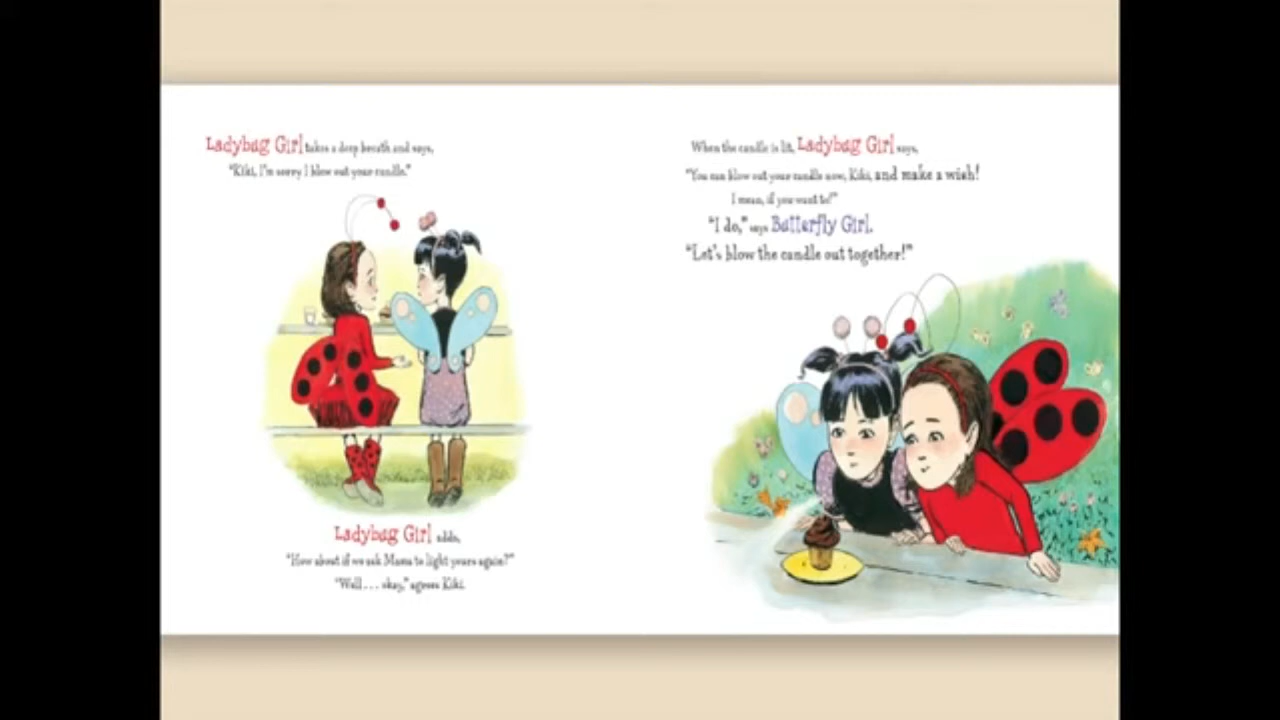 Ladybug Girl takes a deep breath and says,
"Kiki, I'm sorry I blew out your candle."
Ladybug Girl adds,
"How about if we ask Mama to light yours again?"
"Well . . . okay," agrees Kiki.
When the candle is lit, Ladybug Girl says,
"You can blow out your candle now, Kiki, and make a wish!
I mean, if you want to!"
"I do," says Butterfly Girl.
"Let's blow the candle out together!"